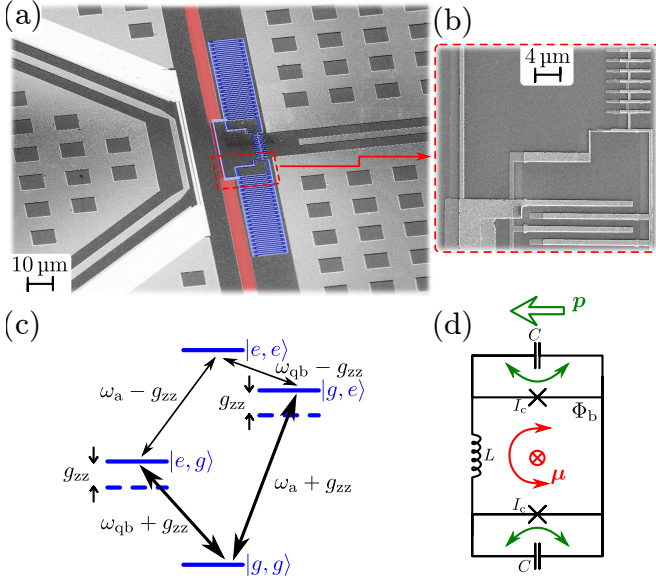 (a)
10 μm
(b)
4 μm
(c)
|e, e⟩
ω_qb − g_zz
ω_a − g_zz
g_zz
|g, e⟩
|e, g⟩
g_zz
ω_a + g_zz
ω_qb + g_zz
|g, g⟩
(d)
p
C
I_c
Φ_b
L
μ
I_c
C